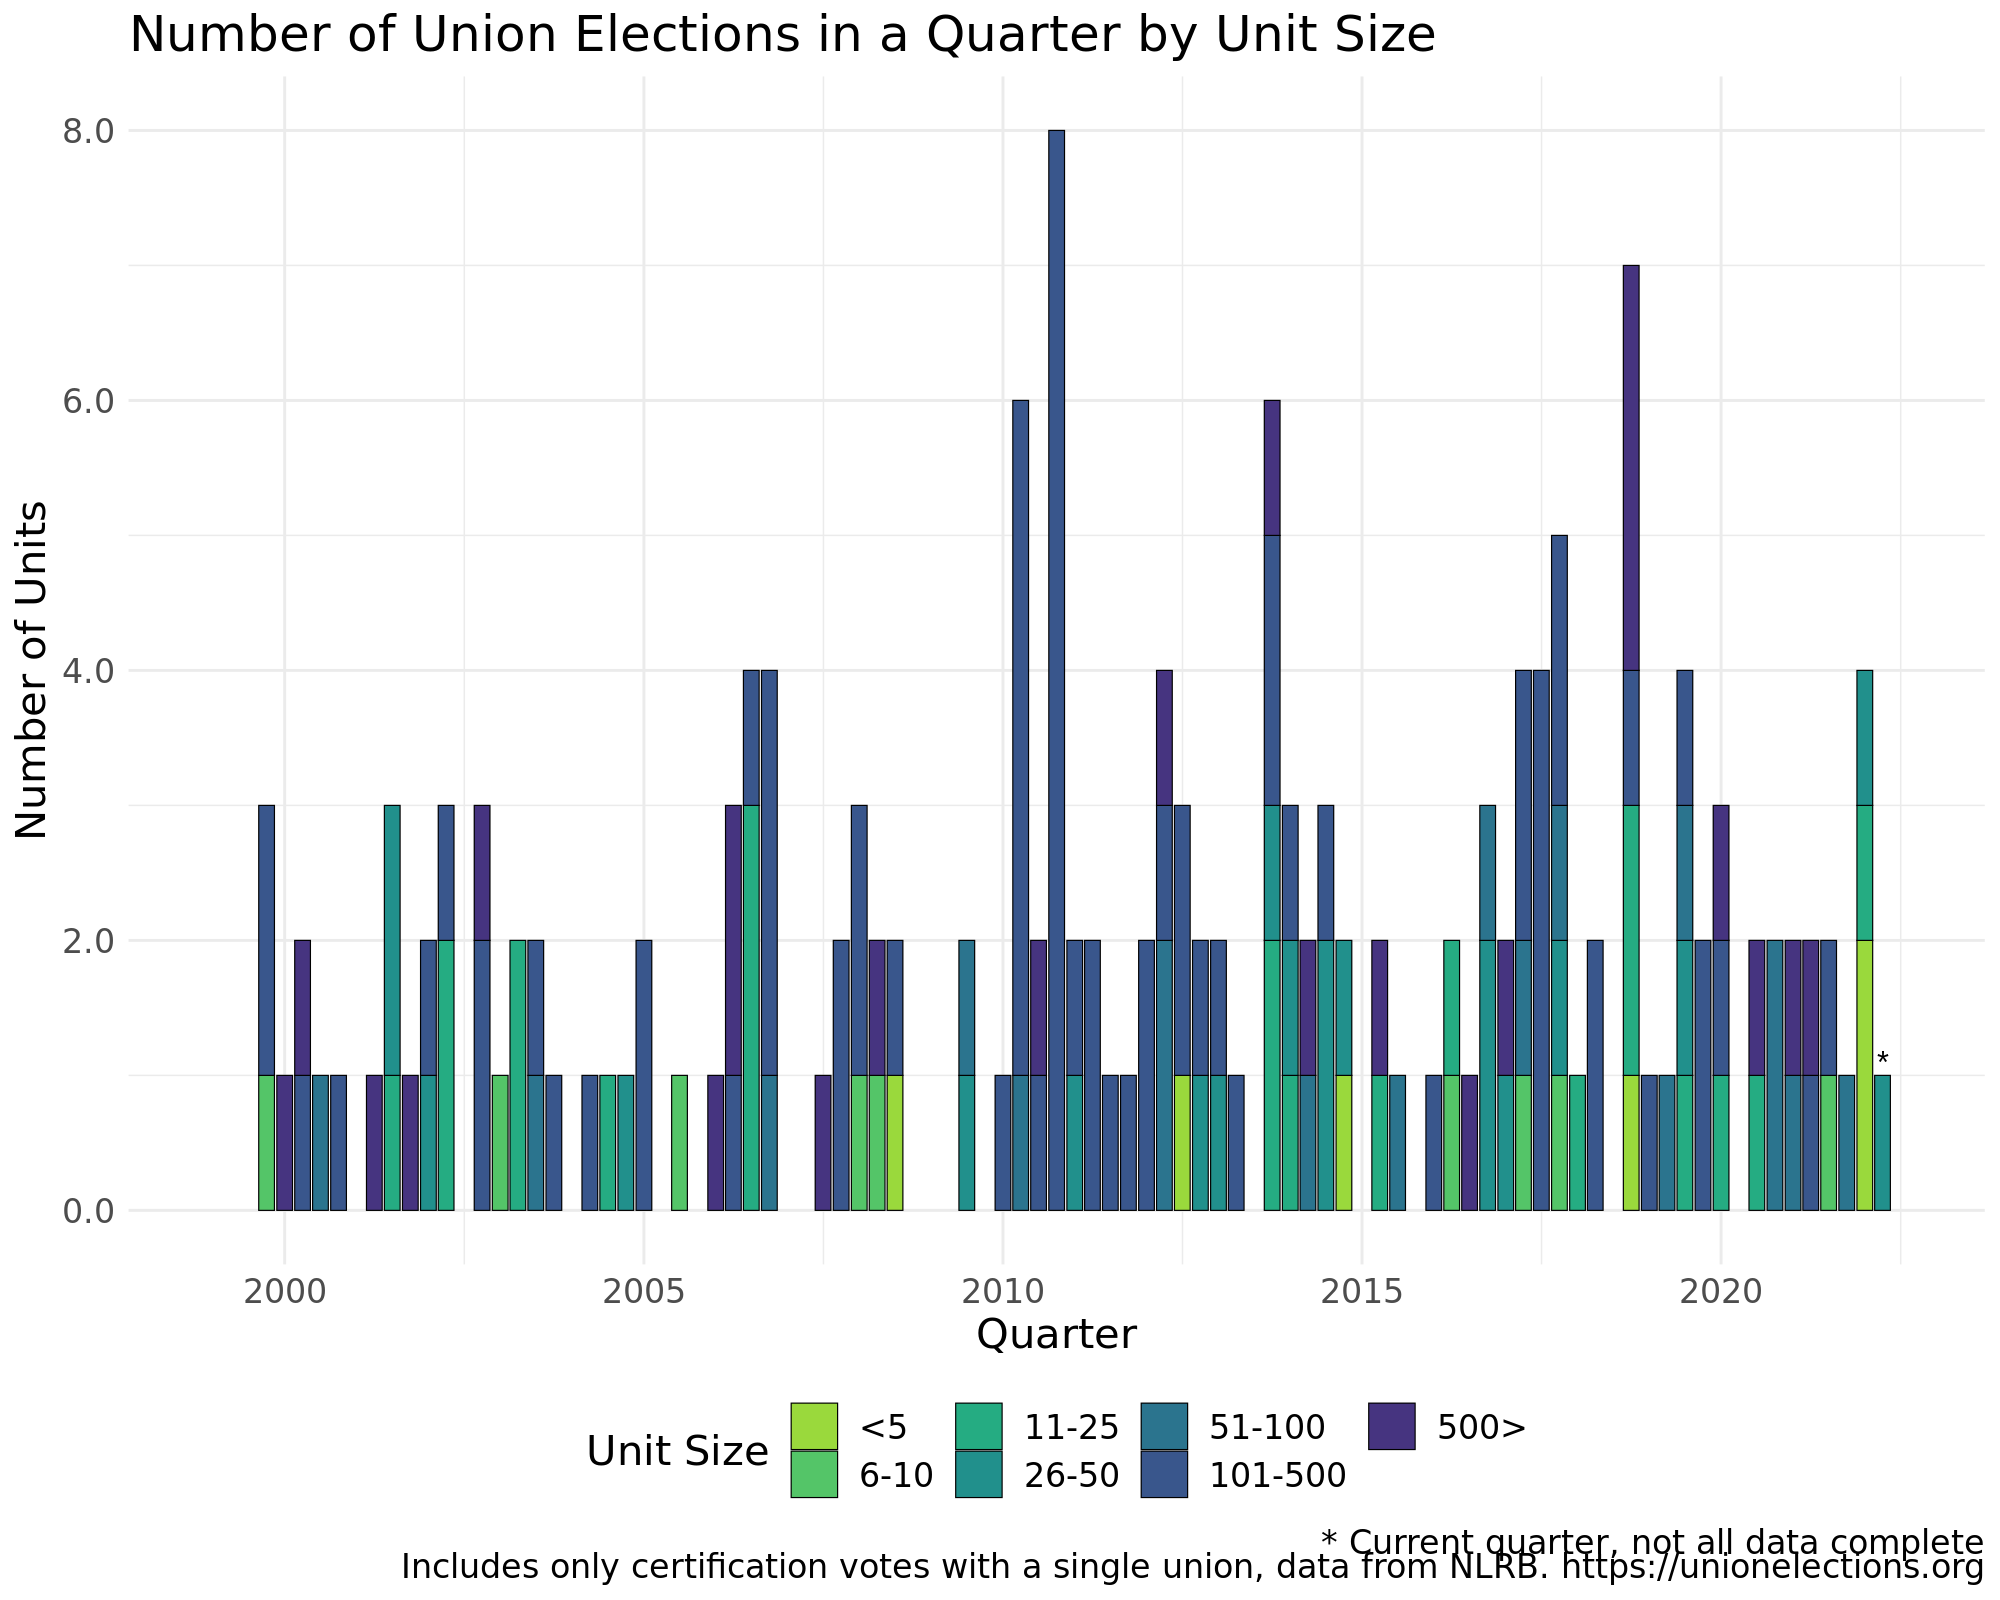 Number of Union Elections in a Quarter by Unit Size
Number of Units
8.0
6.0
4.0
2.0
0.0
*
2000 2005 2010 2015 2020
Quarter
Unit Size
<5 11-25 51-100 500>
6-10 26-50 101-500
* Current quarter, not all data complete
Includes only certification votes with a single union, data from NLRB. https://unionelections.org